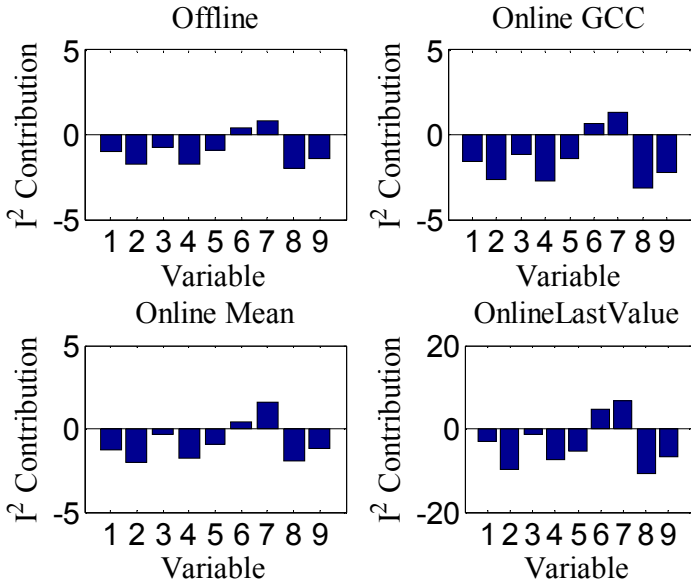 Offline
5
0
-5
I² Contribution
1 2 3 4 5 6 7 8 9
Variable
Online GCC
5
0
-5
I² Contribution
1 2 3 4 5 6 7 8 9
Variable
Online Mean
5
0
-5
I² Contribution
1 2 3 4 5 6 7 8 9
Variable
OnlineLastValue
20
0
-20
I² Contribution
1 2 3 4 5 6 7 8 9
Variable